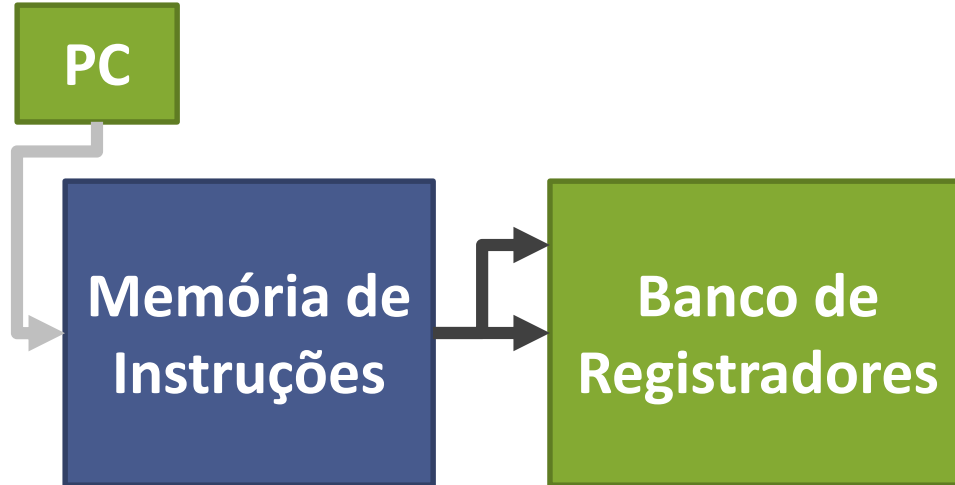 PC
Memória de
Instruções
Banco de
Registradores